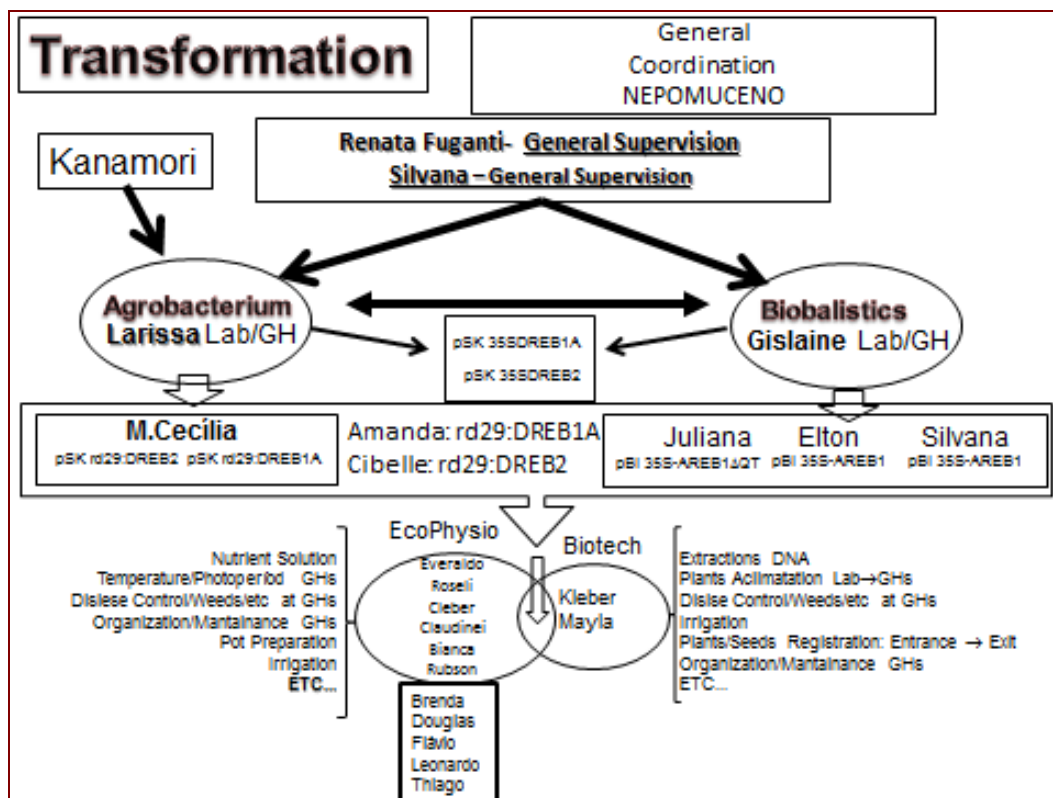 Transformation
General
Coordination
NEPOMUCENO
Kanamori
Renata Fuganti- General Supervision
Silvana – General Supervision
Agrobacterium
Larissa Lab/GH
Biobalistics
Gislaine Lab/GH
pSK 35SDREB1A
pSK 35SDREB2
M.Cecília
pSK rd29:DREB2 pSK rd29:DREB1A
Amanda: rd29:DREB1A
Cibelle: rd29:DREB2
Juliana Elton Silvana
pBI 35S-AREB1ΔQT pBI 35S-AREB1 pBI 35S-AREB1
EcoPhysio
Biotech
Nutrient Solution
Temperature/Photoperíod GHs
Disiese Control/Weeds/etc at GHs
Organization/Mantainance GHs
Pot Preparation
Irrigation
ETC...
Everaldo
Roseli
Cleber
Claudinei
Bianca
Rubson
Kleber
Mayla
Extractions DNA
Plants Aclimatation Lab→GHs
Disise Control/Weeds/etc at GHs
Irrigation
Plants/Seeds Registration: Entrance → Exit
Organization/Mantainance GHs
ETC...
Brenda
Douglas
Flávio
Leonardo
Thiago